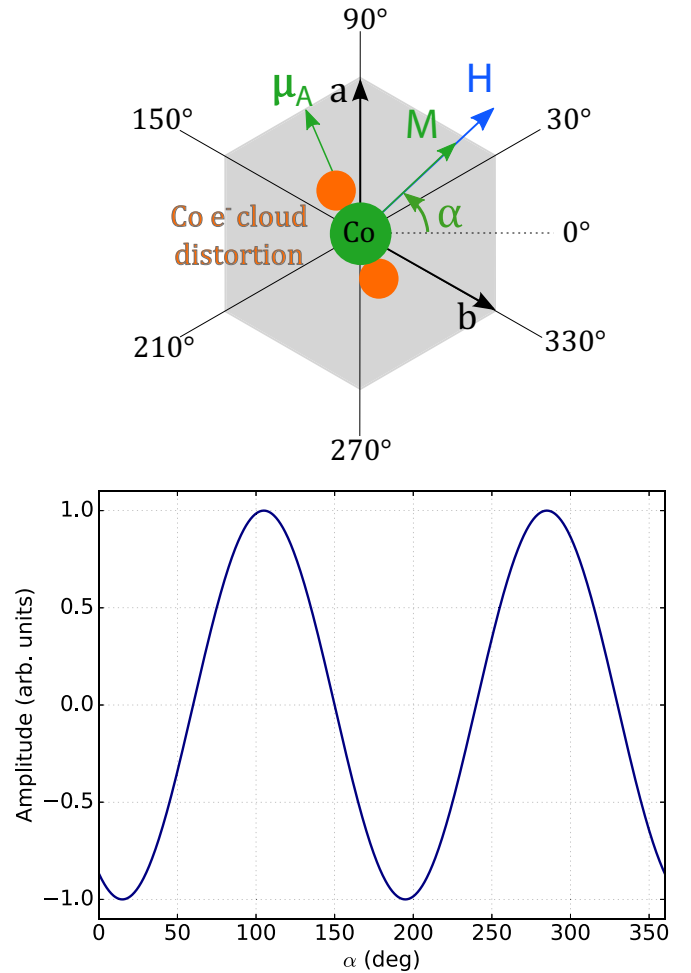 90°
a
H
μ_A
M
150°
30°
Co e⁻ cloud
distortion
Co
α
0°
b
210°
330°
270°
1.0
0.5
0.0
−0.5
−1.0
Amplitude (arb. units)
0 50 100 150 200 250 300 350
α (deg)